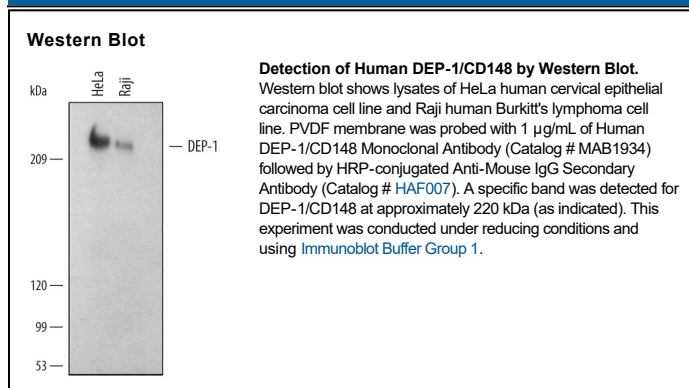 Western Blot
kDa
HeLa
Raji
209 —
— DEP-1
120 —
99 —
53 —
Detection of Human DEP-1/CD148 by Western Blot.
Western blot shows lysates of HeLa human cervical epithelial
carcinoma cell line and Raji human Burkitt's lymphoma cell
line. PVDF membrane was probed with 1 µg/mL of Human
DEP-1/CD148 Monoclonal Antibody (Catalog # MAB1934)
followed by HRP-conjugated Anti-Mouse IgG Secondary
Antibody (Catalog # HAF007). A specific band was detected for
DEP-1/CD148 at approximately 220 kDa (as indicated). This
experiment was conducted under reducing conditions and
using Immunoblot Buffer Group 1.